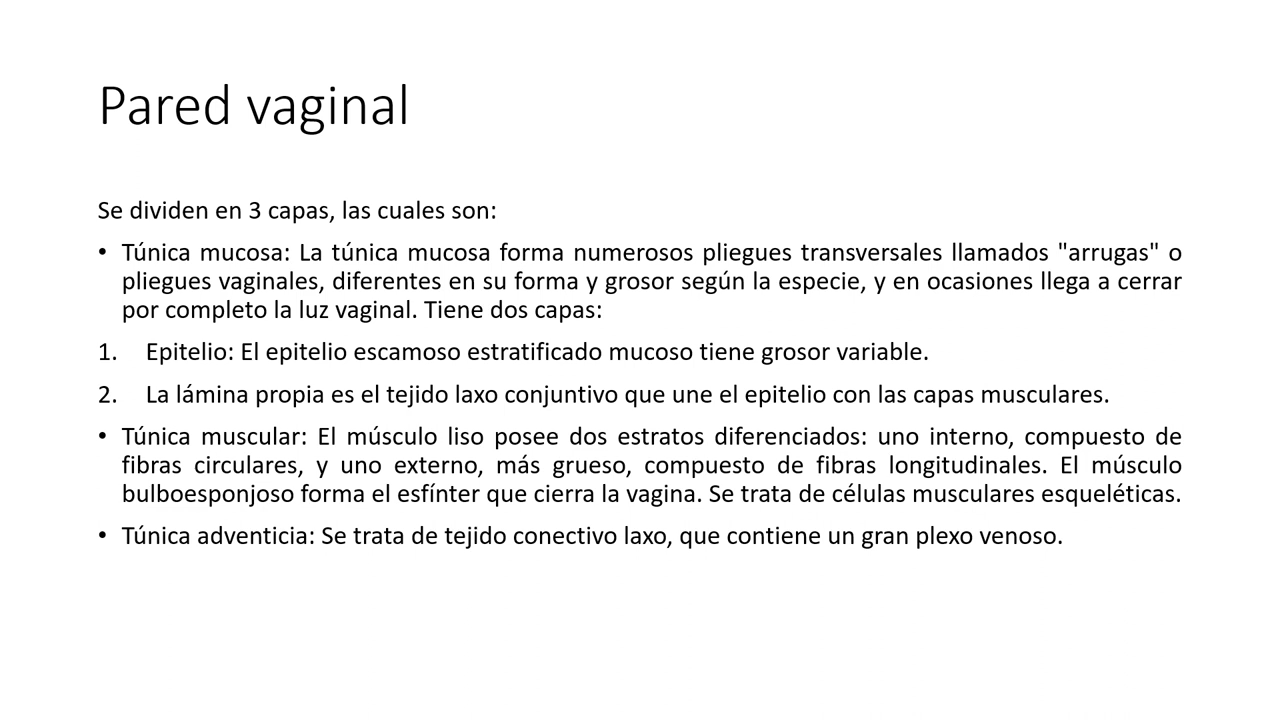 Pared vaginal
Se dividen en 3 capas, las cuales son:
• Túnica mucosa: La túnica mucosa forma numerosos pliegues transversales llamados "arrugas" o
pliegues vaginales, diferentes en su forma y grosor según la especie, y en ocasiones llega a cerrar
por completo la luz vaginal. Tiene dos capas:
1. Epitelio: El epitelio escamoso estratificado mucoso tiene grosor variable.
2. La lámina propia es el tejido laxo conjuntivo que une el epitelio con las capas musculares.
• Túnica muscular: El músculo liso posee dos estratos diferenciados: uno interno, compuesto de
fibras circulares, y uno externo, más grueso, compuesto de fibras longitudinales. El músculo
bulboesponjoso forma el esfínter que cierra la vagina. Se trata de células musculares esqueléticas.
• Túnica adventicia: Se trata de tejido conectivo laxo, que contiene un gran plexo venoso.